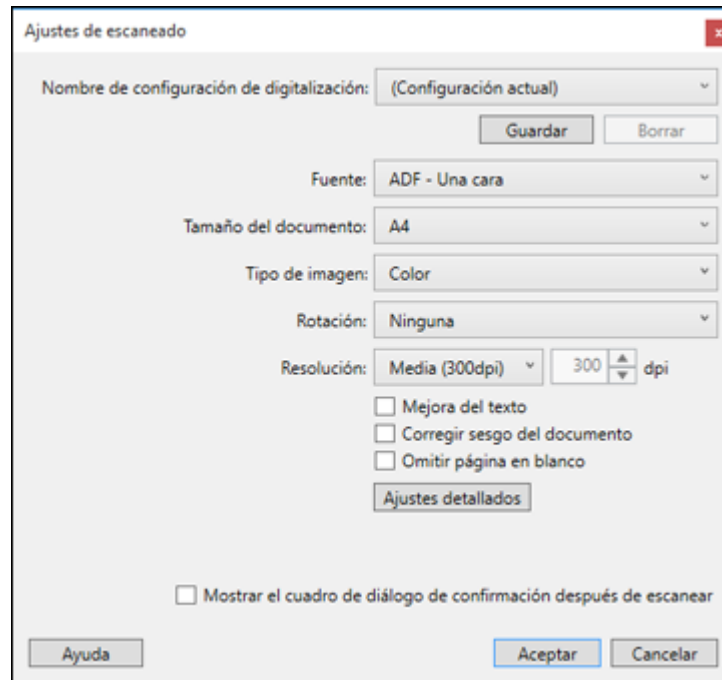 Ajustes de escaneado
x
Nombre de configuración de digitalización: (Configuración actual)
Guardar Borrar
Fuente: ADF - Una cara
Tamaño del documento: A4
Tipo de imagen: Color
Rotación: Ninguna
Resolución: Media (300dpi) 300 dpi
Mejora del texto
Corregir sesgo del documento
Omitir página en blanco
Ajustes detallados
Mostrar el cuadro de diálogo de confirmación después de escanear
Ayuda Aceptar Cancelar